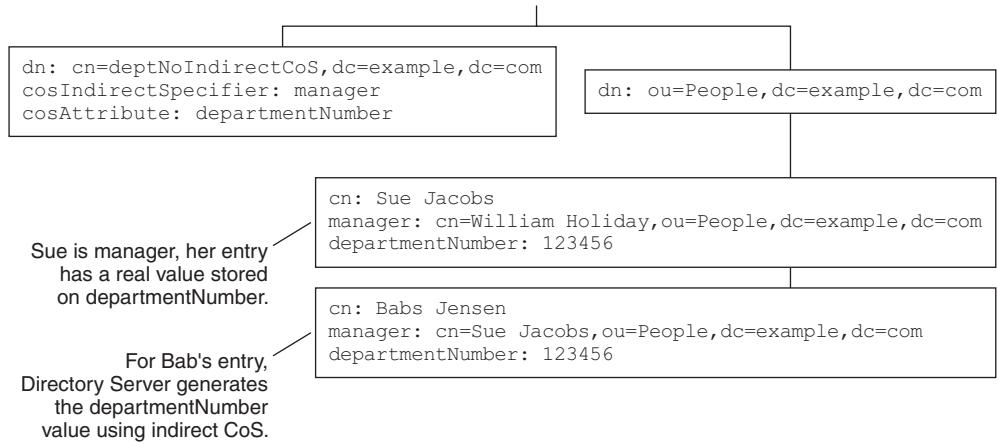 dn: cn=deptNoIndirectCoS,dc=example,dc=com
cosIndirectSpecifier: manager
cosAttribute: departmentNumber
dn: ou=People,dc=example,dc=com
cn: Sue Jacobs
manager: cn=William Holiday,ou=People,dc=example,dc=com
departmentNumber: 123456
Sue is manager, her entry
has a real value stored
on departmentNumber.
cn: Babs Jensen
manager: cn=Sue Jacobs,ou=People,dc=example,dc=com
departmentNumber: 123456
For Bab's entry,
Directory Server generates
the departmentNumber
value using indirect CoS.